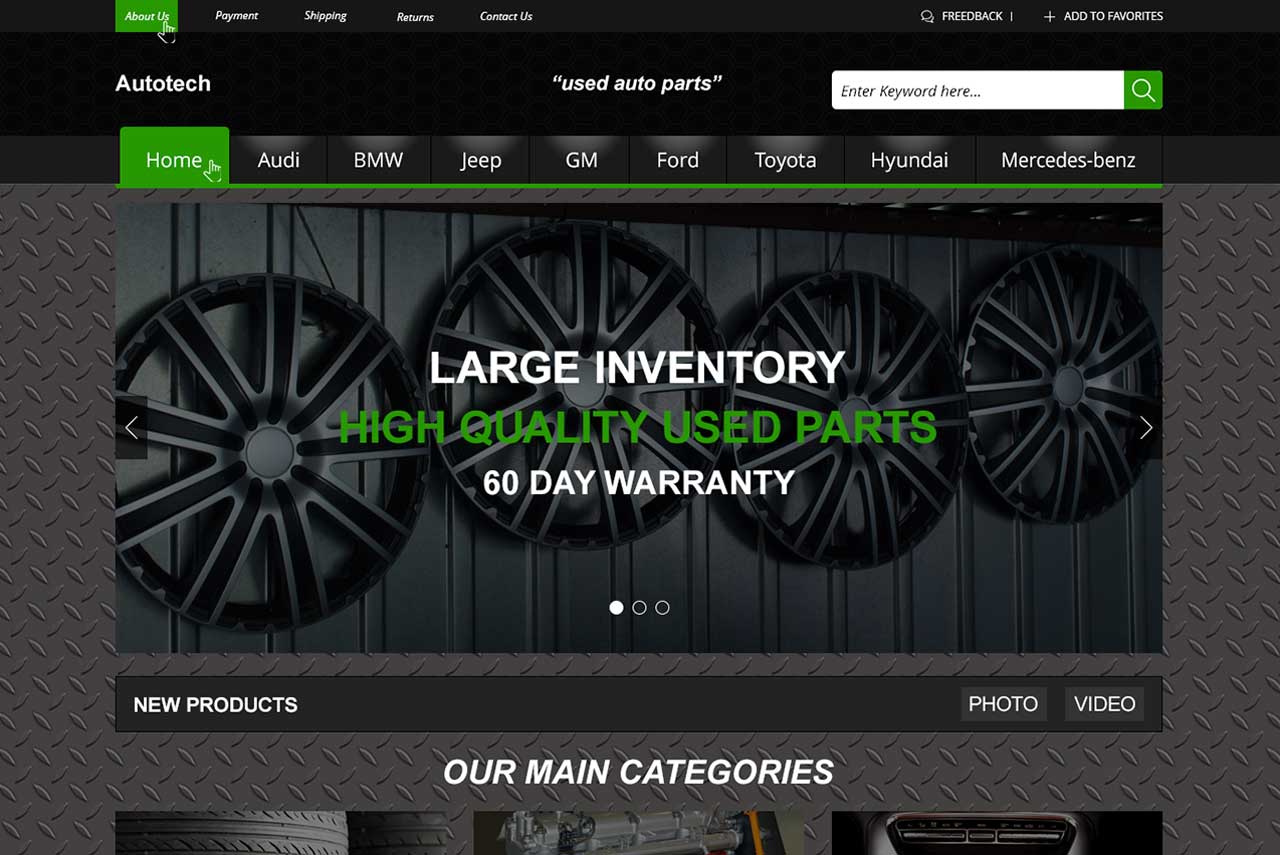 About Us Payment Shipping Returns Contact Us FREEDBACK | ADD TO FAVORITES
Autotech "used auto parts" Enter Keyword here...
Home Audi BMW Jeep GM Ford Toyota Hyundai Mercedes-benz
LARGE INVENTORY
HIGH QUALITY USED PARTS
60 DAY WARRANTY
NEW PRODUCTS PHOTO VIDEO
OUR MAIN CATEGORIES